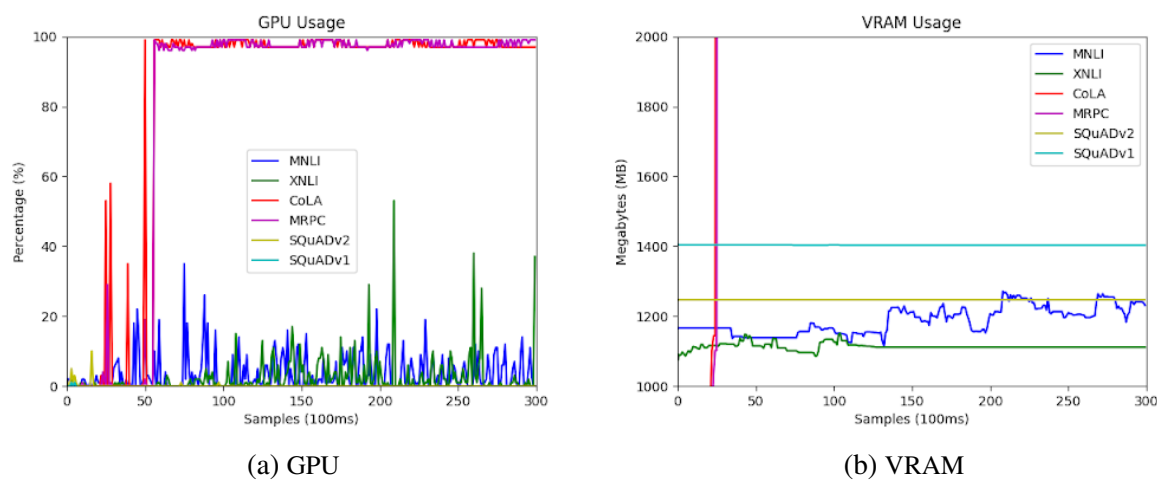 GPU Usage
100
80
60
40
20
0
Percentage (%)
MNLI
XNLI
CoLA
MRPC
SQuADv2
SQuADv1
0 50 100 150 200 250 300
Samples (100ms)
(a) GPU
VRAM Usage
2000
1800
1600
1400
1200
1000
Megabytes (MB)
MNLI
XNLI
CoLA
MRPC
SQuADv2
SQuADv1
0 50 100 150 200 250 300
Samples (100ms)
(b) VRAM